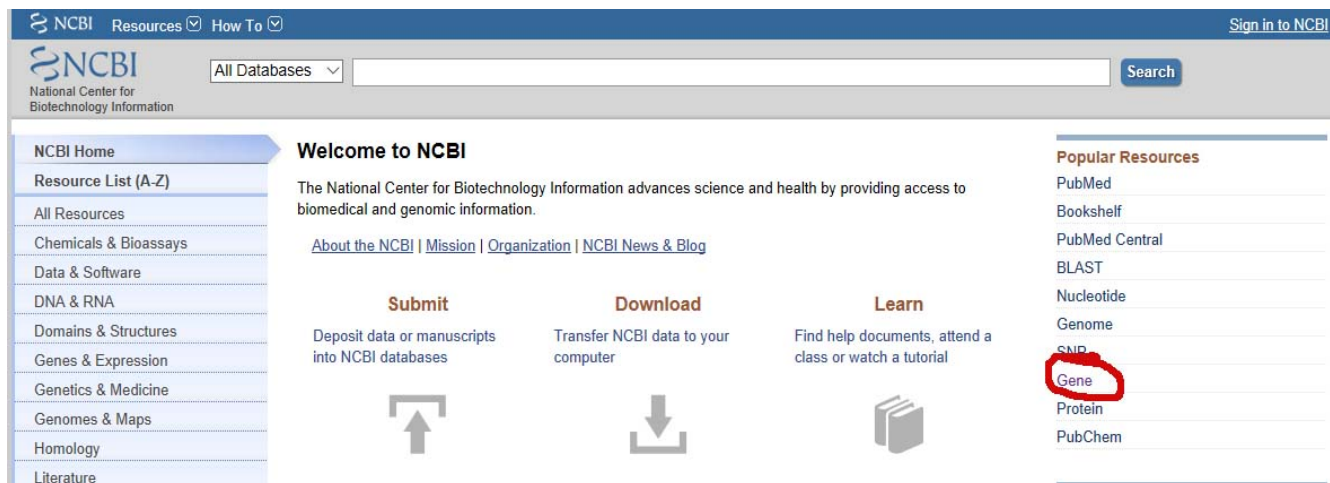 NCBI Resources How To Sign in to NCBI
NCBI
National Center for
Biotechnology Information
All Databases
Search
NCBI Home
Resource List (A-Z)
All Resources
Chemicals & Bioassays
Data & Software
DNA & RNA
Domains & Structures
Genes & Expression
Genetics & Medicine
Genomes & Maps
Homology
Literature
Welcome to NCBI
The National Center for Biotechnology Information advances science and health by providing access to
biomedical and genomic information.
About the NCBI | Mission | Organization | NCBI News & Blog
Submit
Deposit data or manuscripts
into NCBI databases
Download
Transfer NCBI data to your
computer
Learn
Find help documents, attend a
class or watch a tutorial
Popular Resources
PubMed
Bookshelf
PubMed Central
BLAST
Nucleotide
Genome
SNP
Gene
Protein
PubChem